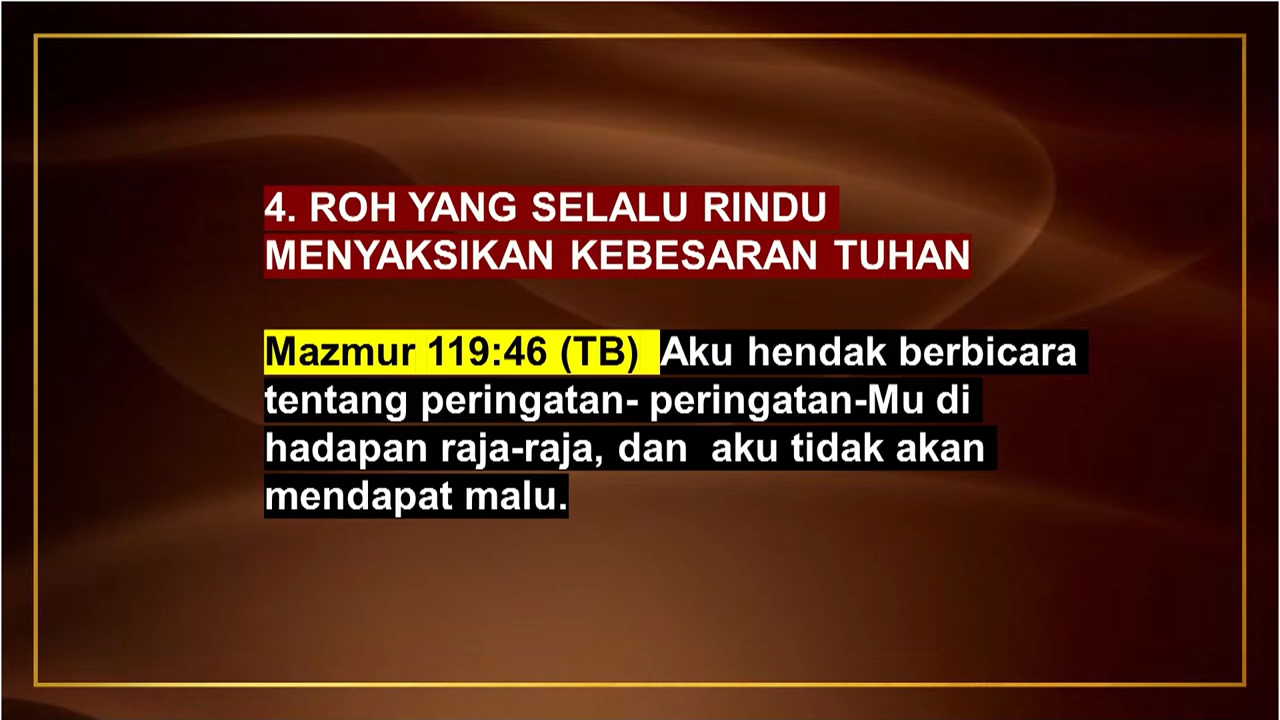 4. ROH YANG SELALU RINDU
MENYAKSIKAN KEBESARAN TUHAN
Mazmur 119:46 (TB) Aku hendak berbicara
tentang peringatan- peringatan-Mu di
hadapan raja-raja, dan  aku tidak akan
mendapat malu.